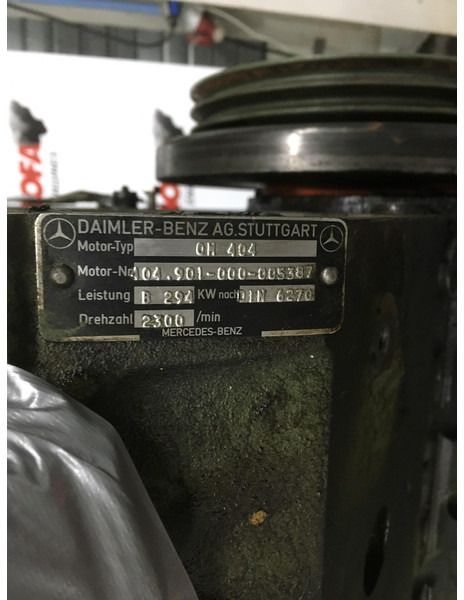 DAIMLER-BENZ AG. STUTTGART
Motor-Typ OM 404
Motor-Nr. 404.901-000-005387
Leistung B 294 KW nach DIN 6270
Drehzahl 2300 /min
MERCEDES-BENZ
OFA